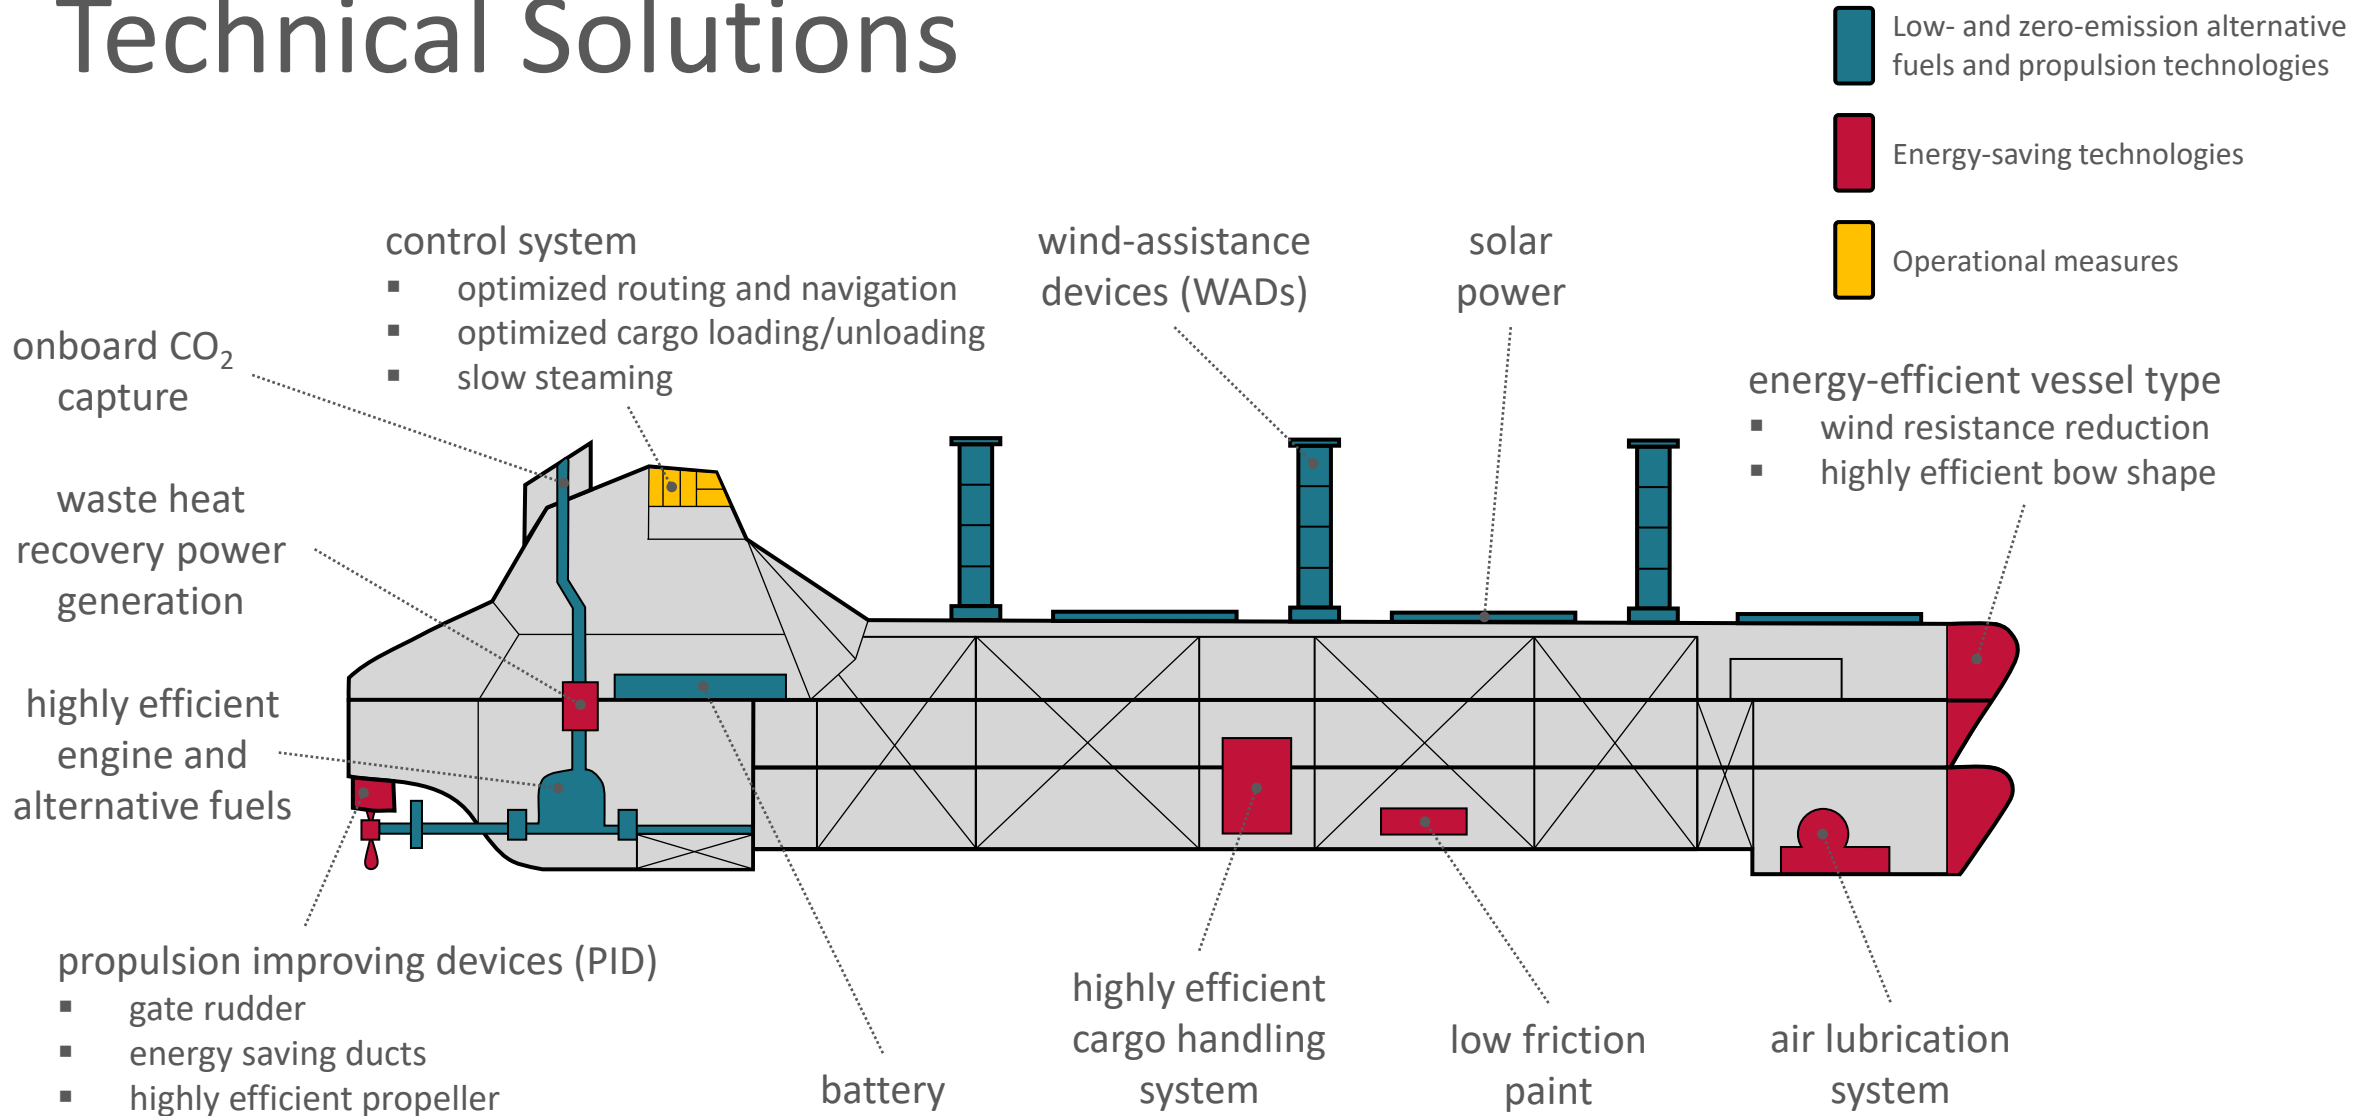 Technical Solutions
Low- and zero-emission alternative
fuels and propulsion technologies
Energy-saving technologies
Operational measures
control system
▪ optimized routing and navigation
▪ optimized cargo loading/unloading
▪ slow steaming
wind-assistance
devices (WADs)
solar
power
onboard CO₂
capture
energy-efficient vessel type
▪ wind resistance reduction
▪ highly efficient bow shape
waste heat
recovery power
generation
highly efficient
engine and
alternative fuels
propulsion improving devices (PID)
▪ gate rudder
▪ energy saving ducts
▪ highly efficient propeller
battery
highly efficient
cargo handling
system
low friction
paint
air lubrication
system